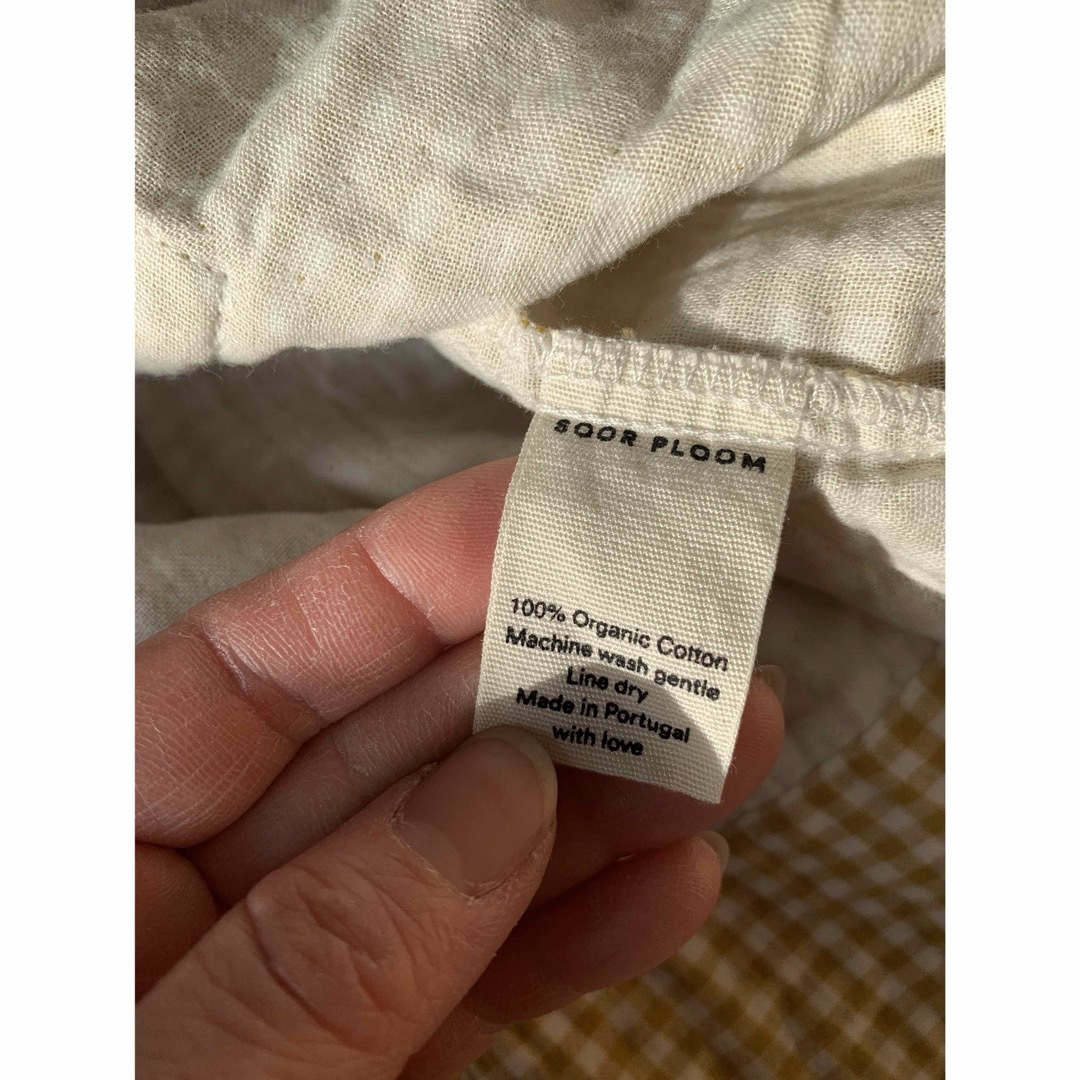 SOOR PLOOM
100% Organic Cotton
Machine wash gentle
Line dry
Made in Portugal
with love